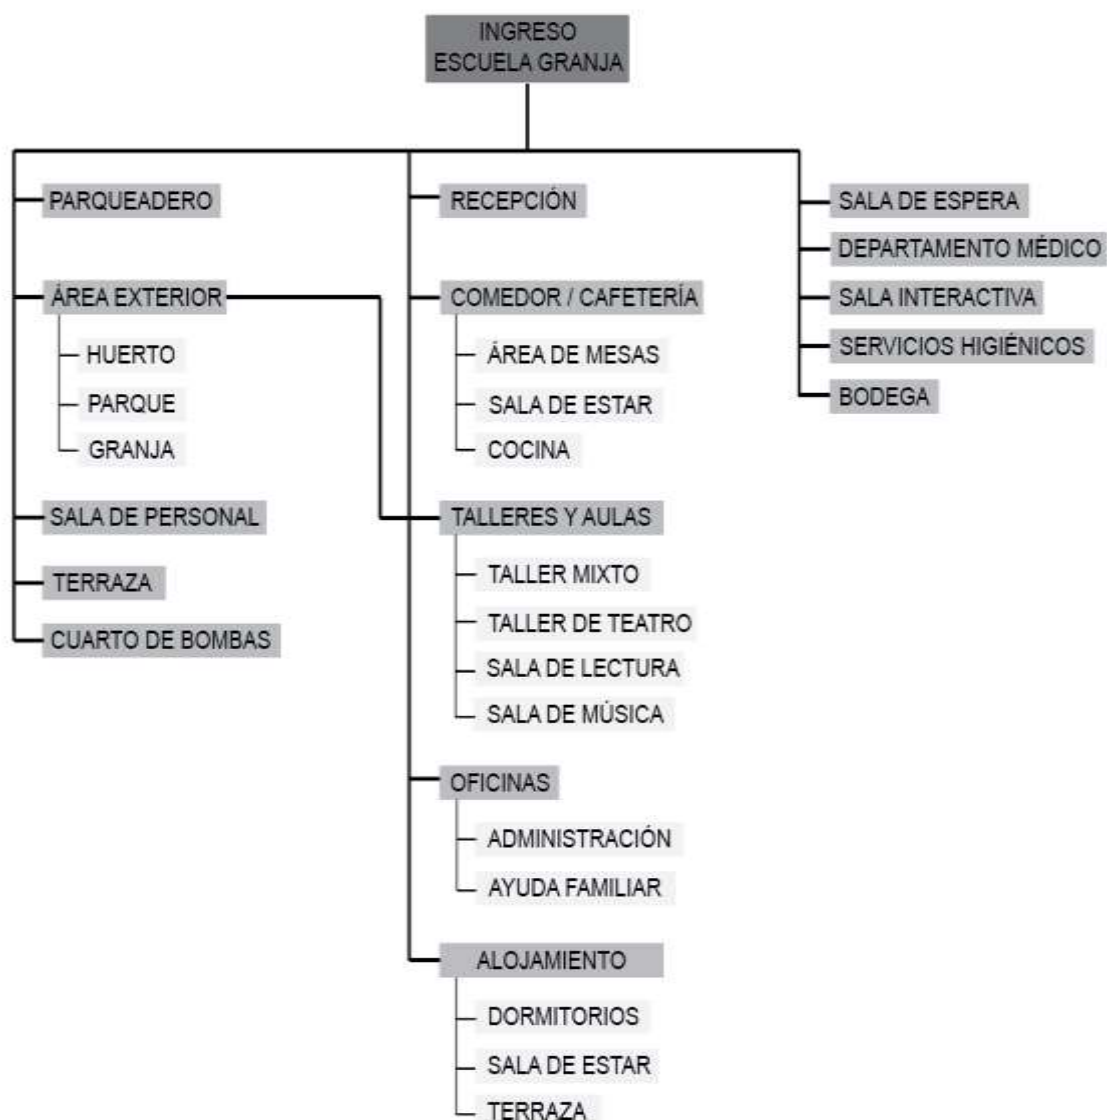 INGRESO
ESCUELA GRANJA
PARQUEADERO
ÁREA EXTERIOR
HUERTO
PARQUE
GRANJA
SALA DE PERSONAL
TERRAZA
CUARTO DE BOMBAS
RECEPCIÓN
COMEDOR / CAFETERÍA
ÁREA DE MESAS
SALA DE ESTAR
COCINA
TALLERES Y AULAS
TALLER MIXTO
TALLER DE TEATRO
SALA DE LECTURA
SALA DE MÚSICA
OFICINAS
ADMINISTRACIÓN
AYUDA FAMILIAR
ALOJAMIENTO
DORMITORIOS
SALA DE ESTAR
TERRAZA
SALA DE ESPERA
DEPARTAMENTO MÉDICO
SALA INTERACTIVA
SERVICIOS HIGIÉNICOS
BODEGA